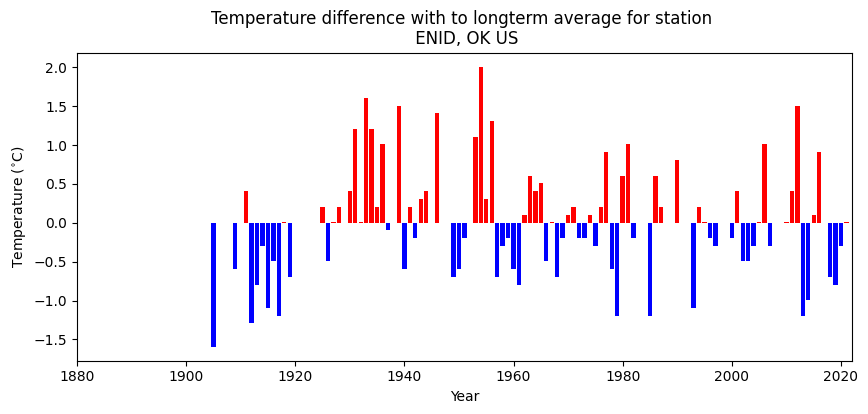 Temperature difference with to longterm average for station
ENID, OK US
Temperature (°C)
2.0
1.5
1.0
0.5
0.0
−0.5
−1.0
−1.5
1880 1900 1920 1940 1960 1980 2000 2020
Year